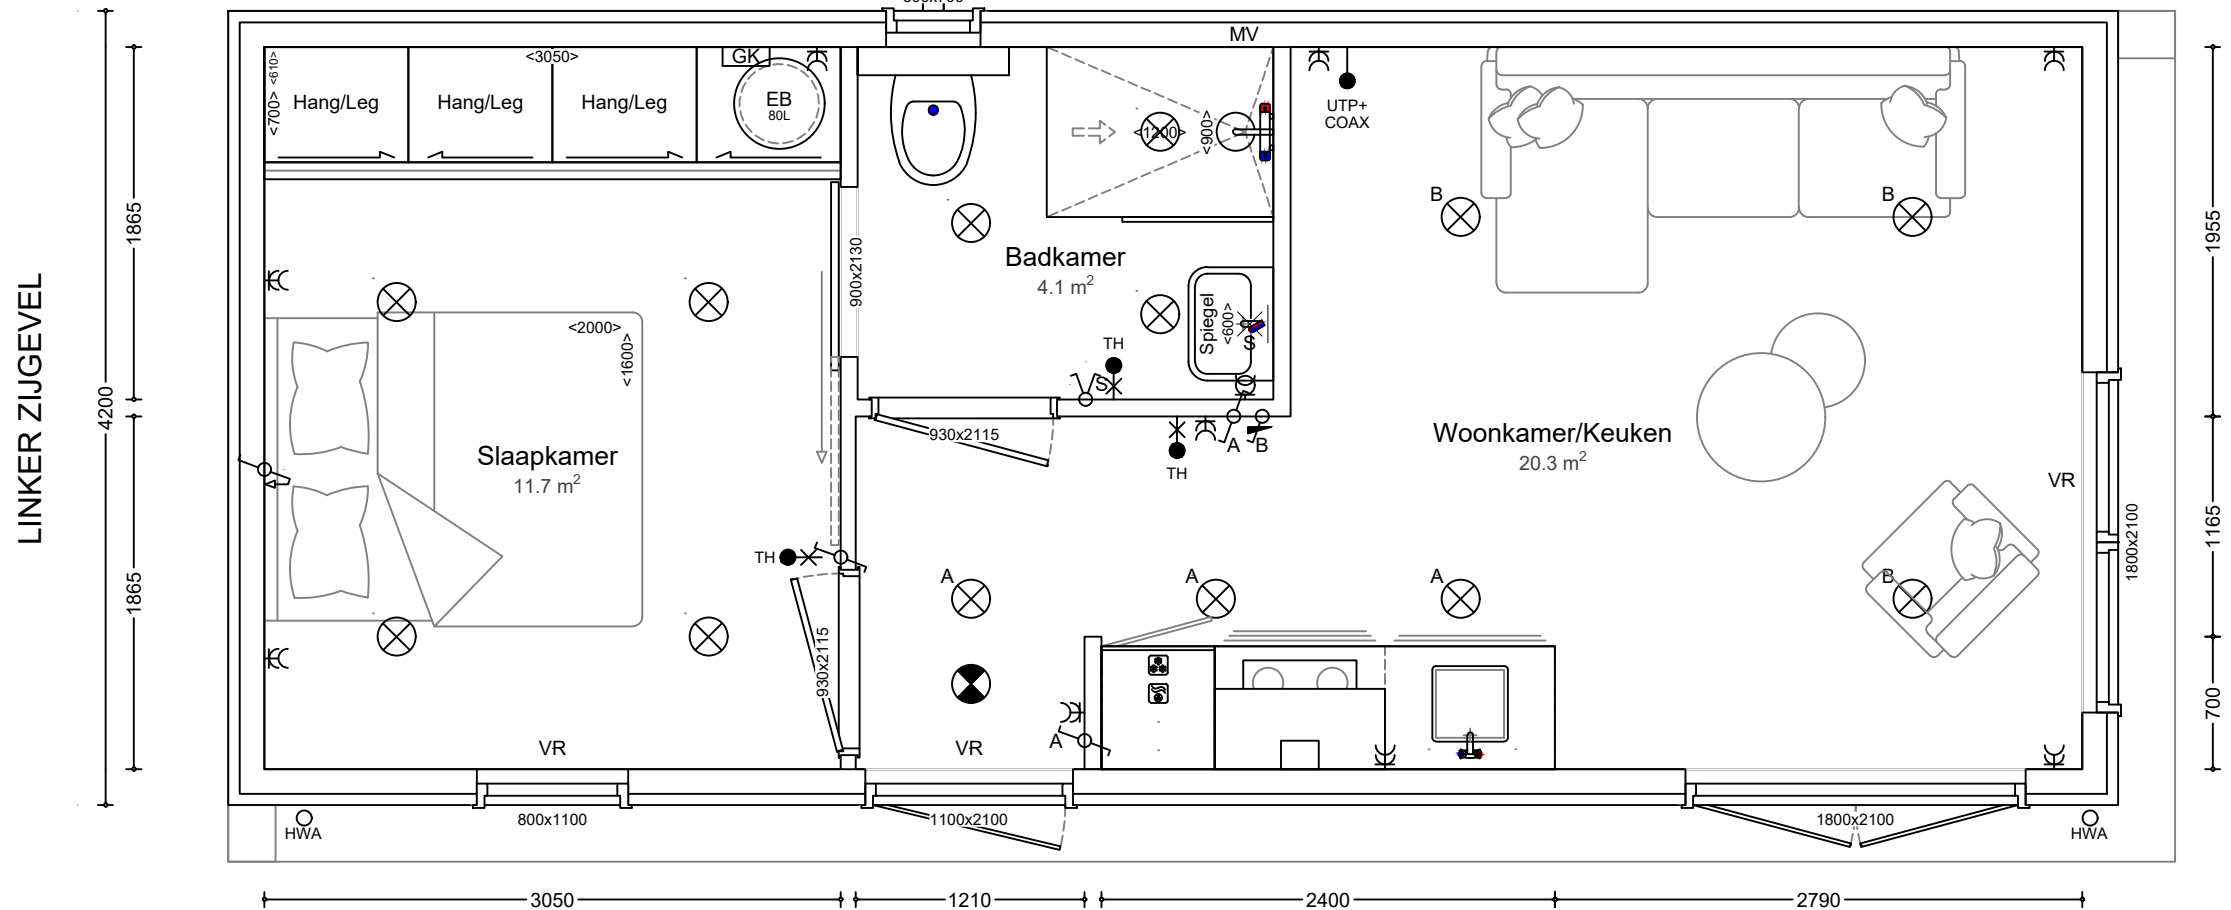 MV
GK
<3050>
<610>
<700>
Hang/Leg
Hang/Leg
Hang/Leg
EB
80L
UTP+
COAX
<1200>
<900>
B
B
1865
1955
900x2130
Badkamer
4.1 m²
LINKER ZIJGEVEL
4200
<2000>
<1600>
Spiegel
<600>
S
TH
S
930x2115
A
B
TH
Slaapkamer
11.7 m²
Woonkamer/Keuken
20.3 m²
VR
1800x2100
1165
TH
A
A
A
B
1865
930x2115
700
VR
VR
A
HWA
800x1100
1100x2100
1800x2100
HWA
3050
1210
2400
2790